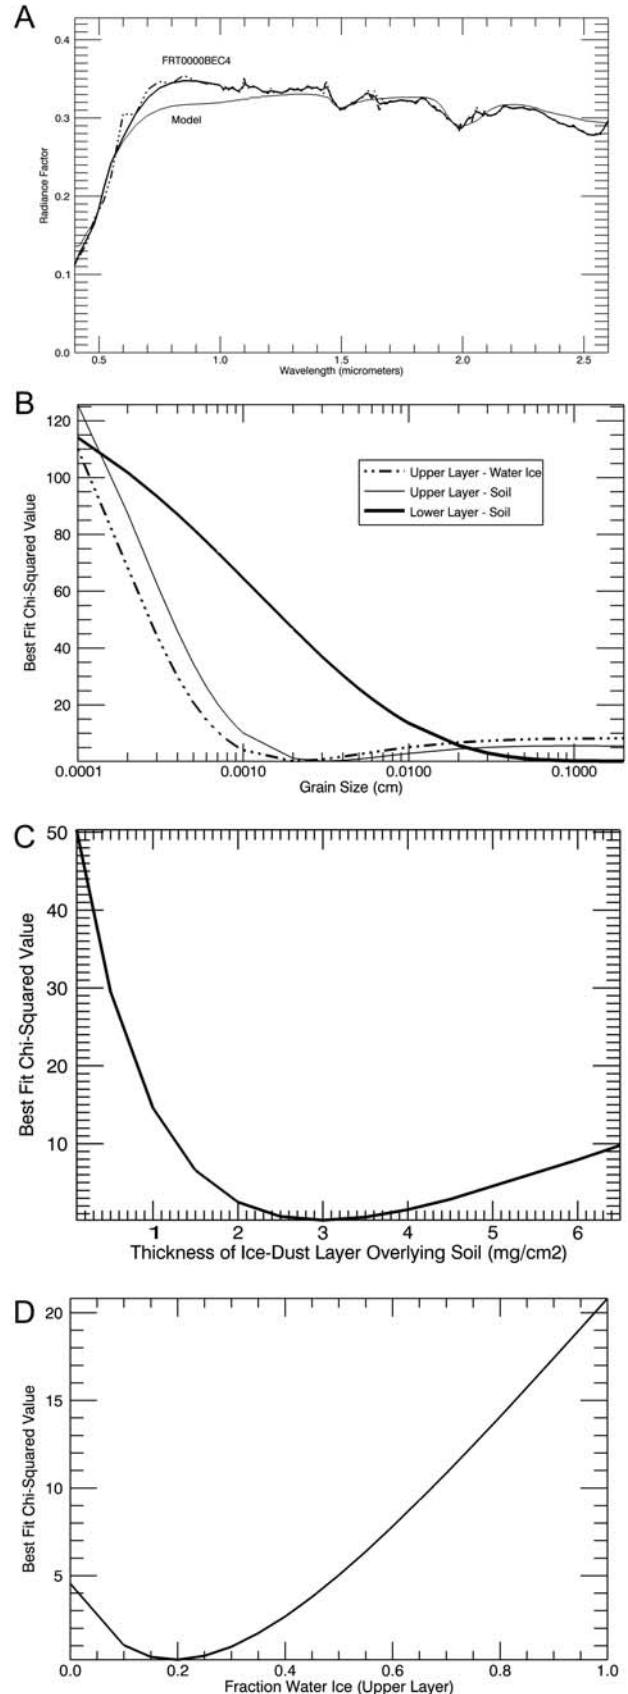 A
0.4
FRT0000BEC4
0.3
Model
Radiance Factor
0.2
0.1
0.0
0.5 1.0 1.5 2.0 2.5
Wavelength (micrometers)
B
120
100
Upper Layer - Water Ice
Upper Layer - Soil
Lower Layer - Soil
80
60
40
20
Best Fit Chi-Squared Value
0.0001 0.0010 0.0100 0.1000
Grain Size (cm)
C
50
40
30
20
10
Best Fit Chi-Squared Value
1 2 3 4 5 6
Thickness of Ice-Dust Layer Overlying Soil (mg/cm2)
D
20
15
10
5
Best Fit Chi-Squared Value
0.0 0.2 0.4 0.6 0.8 1.0
Fraction Water Ice (Upper Layer)